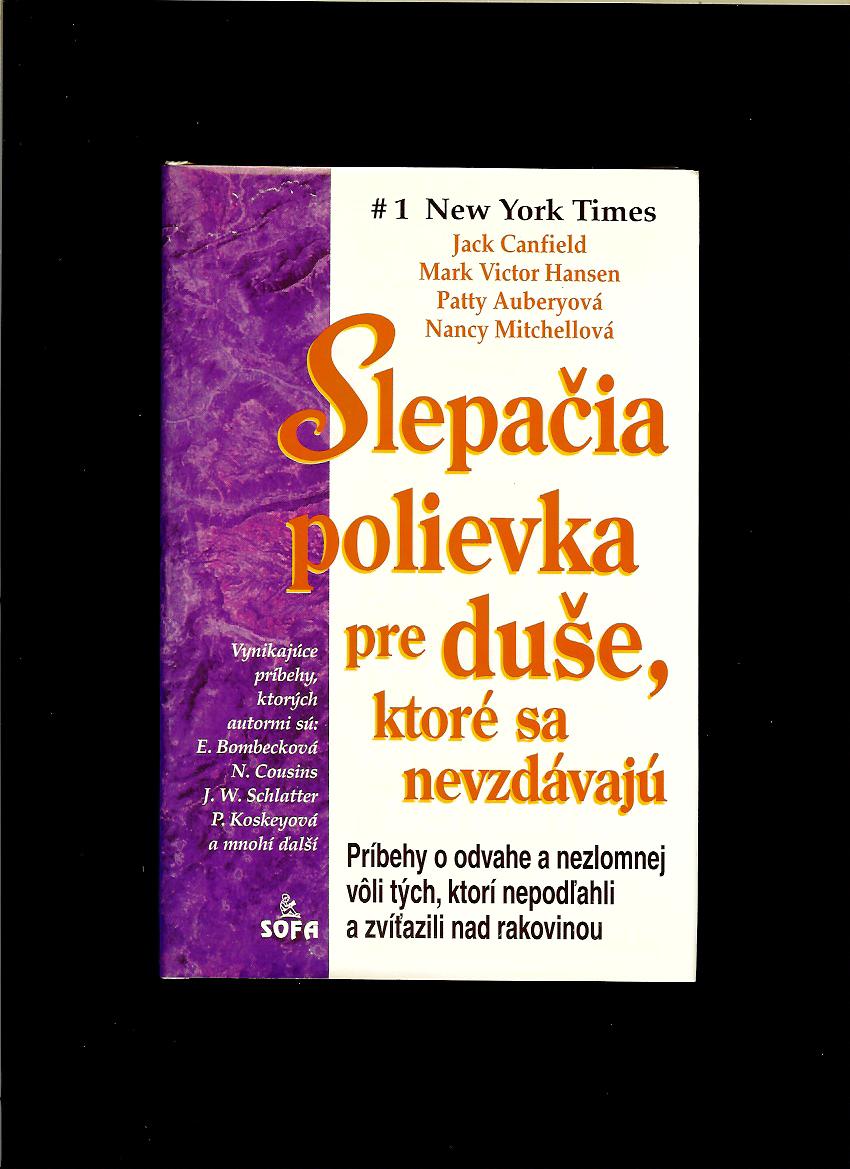 # 1 New York Times
Jack Canfield
Mark Victor Hansen
Patty Auberyová
Nancy Mitchellová
Slepačia
polievka
pre duše,
ktoré sa
nevzdávajú
Vynikajúce
príbehy,
ktorých
autormi sú:
E. Bombecková
N. Cousins
J. W. Schlatter
P. Koskeyová
a mnohí ďalší
SOFA
Príbehy o odvahe a nezlomnej
vôli tých, ktorí nepodľahli
a zvíťazili nad rakovinou